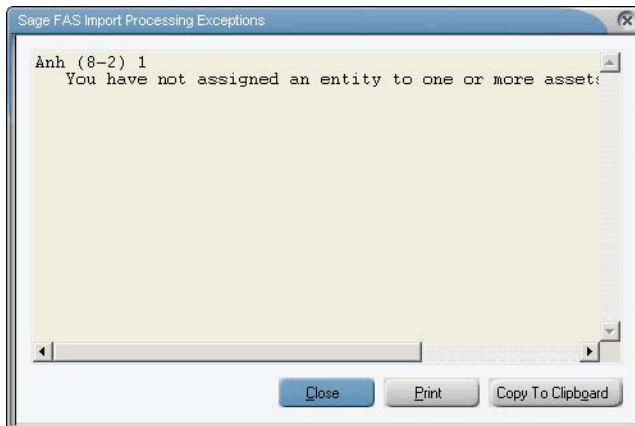 Sage FAS Import Processing Exceptions
Anh (8-2) 1
You have not assigned an entity to one or more assets
Close
Print
Copy To Clipboard